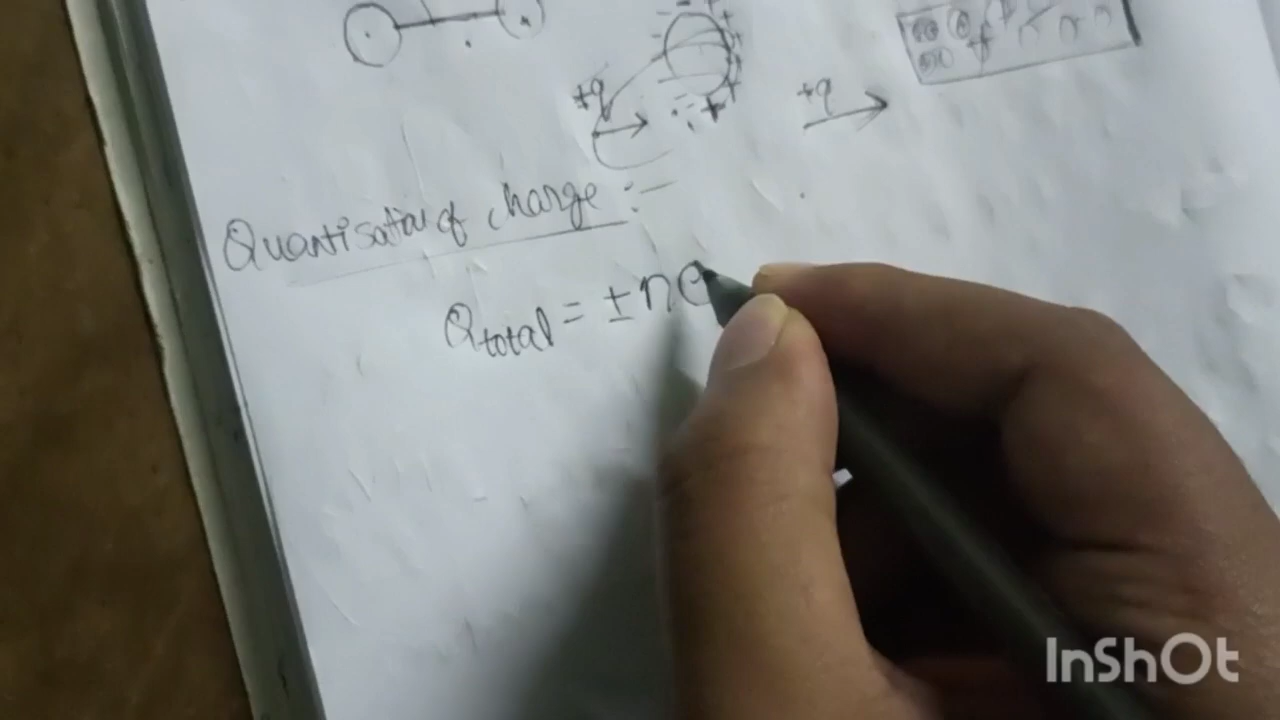 +q
+q
Quantisation of charge :-
Qtotal = ± ne
InShOt